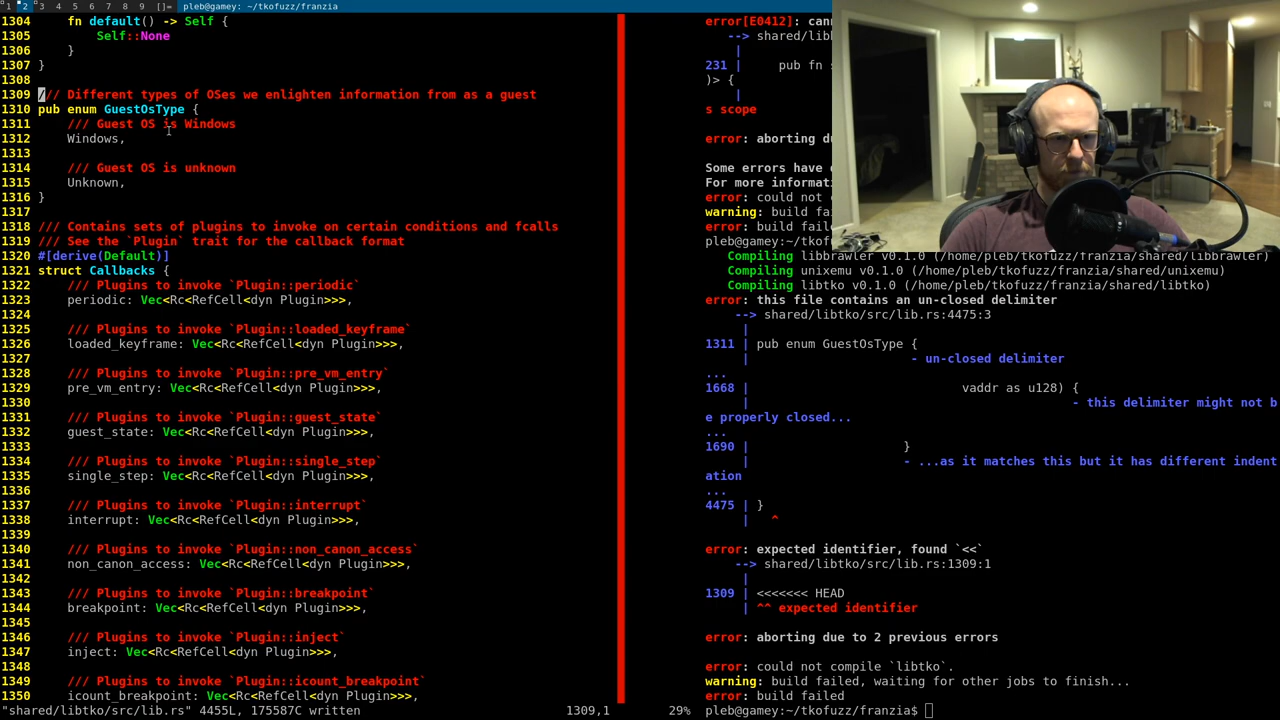 1 2 3 4 5 6 7 8 9 []= pleb@gamey: ~/tkofuzz/franzia
1304 fn default() -> Self {
1305 Self::None
1306 }
1307 }
1308
1309 /// Different types of OSes we enlighten information from as a guest
1310 pub enum GuestOsType {
1311 /// Guest OS is Windows
1312 Windows,
1313
1314 /// Guest OS is unknown
1315 Unknown,
1316 }
1317
1318 /// Contains sets of plugins to invoke on certain conditions and fcalls
1319 /// See the `Plugin` trait for the callback format
1320 #[derive(Default)]
1321 struct Callbacks {
1322 /// Plugins to invoke `Plugin::periodic`
1323 periodic: Vec<Rc<RefCell<dyn Plugin>>>,
1324
1325 /// Plugins to invoke `Plugin::loaded_keyframe`
1326 loaded_keyframe: Vec<Rc<RefCell<dyn Plugin>>>,
1327
1328 /// Plugins to invoke `Plugin::pre_vm_entry`
1329 pre_vm_entry: Vec<Rc<RefCell<dyn Plugin>>>,
1330
1331 /// Plugins to invoke `Plugin::guest_state`
1332 guest_state: Vec<Rc<RefCell<dyn Plugin>>>,
1333
1334 /// Plugins to invoke `Plugin::single_step`
1335 single_step: Vec<Rc<RefCell<dyn Plugin>>>,
1336
1337 /// Plugins to invoke `Plugin::interrupt`
1338 interrupt: Vec<Rc<RefCell<dyn Plugin>>>,
1339
1340 /// Plugins to invoke `Plugin::non_canon_access`
1341 non_canon_access: Vec<Rc<RefCell<dyn Plugin>>>,
1342
1343 /// Plugins to invoke `Plugin::breakpoint`
1344 breakpoint: Vec<Rc<RefCell<dyn Plugin>>>,
1345
1346 /// Plugins to invoke `Plugin::inject`
1347 inject: Vec<Rc<RefCell<dyn Plugin>>>,
1348
1349 /// Plugins to invoke `Plugin::icount_breakpoint`
1350 icount_breakpoint: Vec<Rc<RefCell<dyn Plugin>>>,
"shared/libtko/src/lib.rs" 4455L, 175587C written 1309,1 29%
error[E0412]: cann
--> shared/lib
|
231 | pub fn s
)> {
|
s scope

error: aborting du

Some errors have d
For more informati
error: could not c
warning: build fai
error: build faile
pleb@gamey:~/tkofu
Compiling libbrawler v0.1.0 (/home/pleb/tkofuzz/franzia/shared/libbrawler)
Compiling unixemu v0.1.0 (/home/pleb/tkofuzz/franzia/shared/unixemu)
Compiling libtko v0.1.0 (/home/pleb/tkofuzz/franzia/shared/libtko)
error: this file contains an un-closed delimiter
--> shared/libtko/src/lib.rs:4475:3
|
1311 | pub enum GuestOsType {
| - un-closed delimiter
...
1668 | vaddr as u128) {
| - this delimiter might not b
e properly closed...
...
1690 | }
| - ...as it matches this but it has different indent
ation
...
4475 | }
| ^

error: expected identifier, found `<<`
--> shared/libtko/src/lib.rs:1309:1
|
1309 | <<<<<<< HEAD
| ^^ expected identifier

error: aborting due to 2 previous errors

error: could not compile `libtko`.
warning: build failed, waiting for other jobs to finish...
error: build failed
pleb@gamey:~/tkofuzz/franzia$